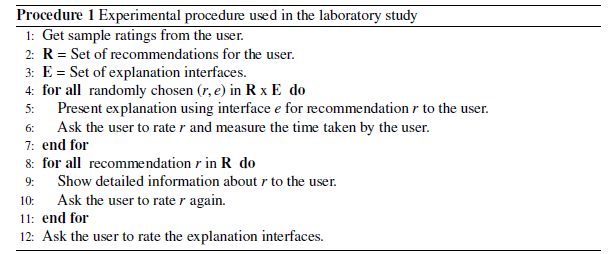 Procedure 1 Experimental procedure used in the laboratory study
1: Get sample ratings from the user.
2: R = Set of recommendations for the user.
3: E = Set of explanation interfaces.
4: for all randomly chosen (r, e) in R x E do
5: Present explanation using interface e for recommendation r to the user.
6: Ask the user to rate r and measure the time taken by the user.
7: end for
8: for all recommendation r in R do
9: Show detailed information about r to the user.
10: Ask the user to rate r again.
11: end for
12: Ask the user to rate the explanation interfaces.